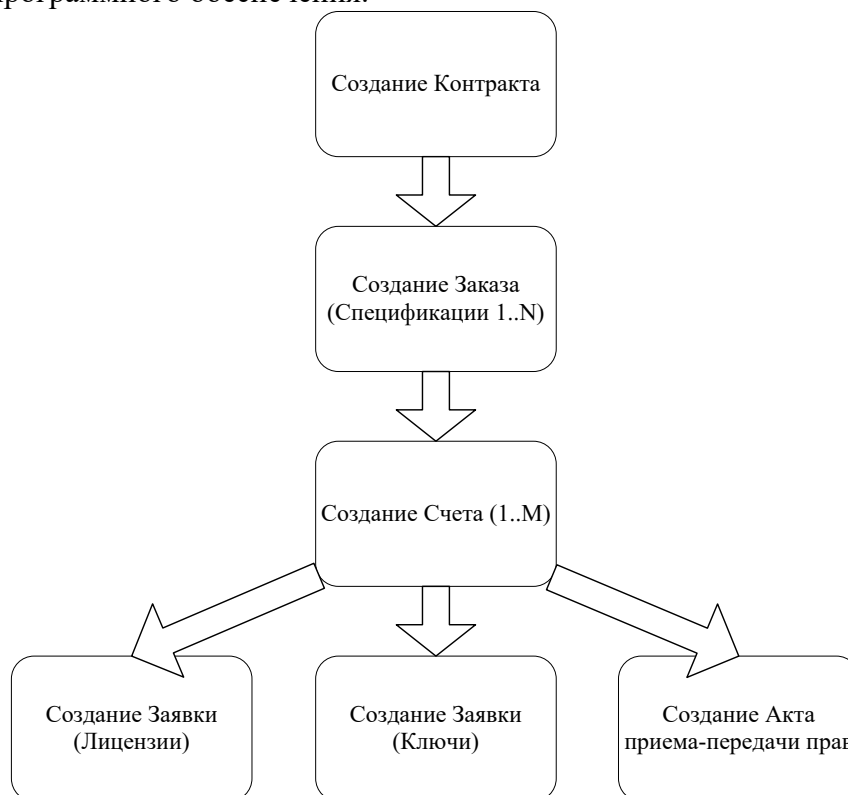 программного обеспечения.
Создание Контракта
Создание Заказа
(Спецификации 1..N)
Создание Счета (1..M)
Создание Заявки
(Лицензии)
Создание Заявки
(Ключи)
Создание Акта
приема-передачи прав